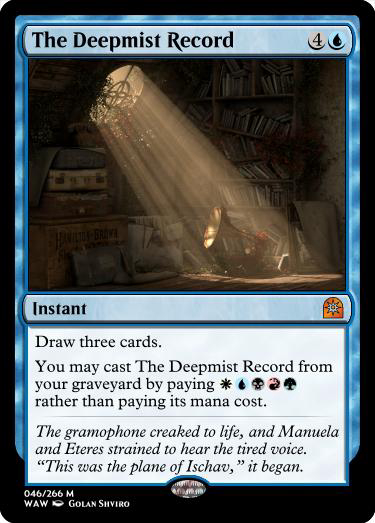 The Deepmist Record 4
HAMILTON-BROWN
Instant
Draw three cards.
You may cast The Deepmist Record from
your graveyard by paying
rather than paying its mana cost.
The gramophone creaked to life, and Manuela
and Eteres strained to hear the tired voice.
“This was the plane of Ischav,” it began.
046/266 M
WAW • GOLAN SHVIRO